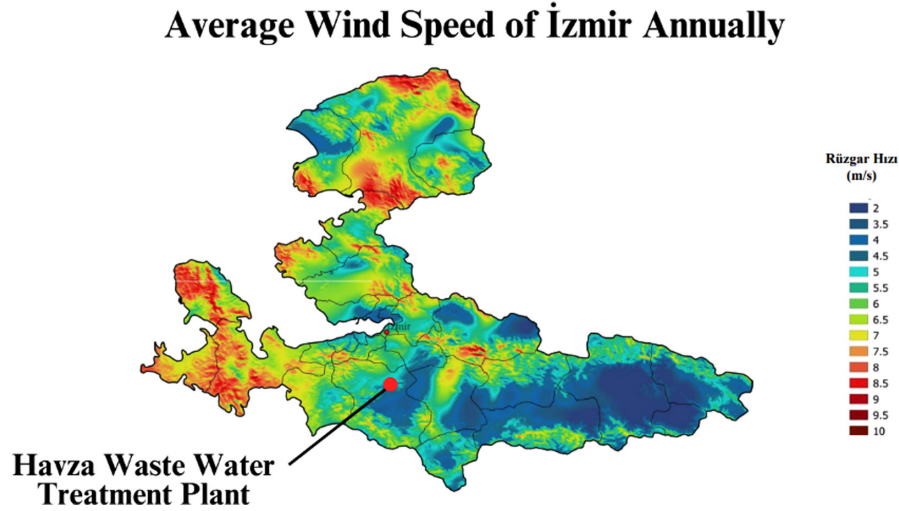 Average Wind Speed of İzmir Annually
Rüzgar Hızı
(m/s)
2
3.5
4
4.5
5
5.5
6
6.5
7
7.5
8
8.5
9
9.5
10
İzmir
Havza Waste Water
Treatment Plant